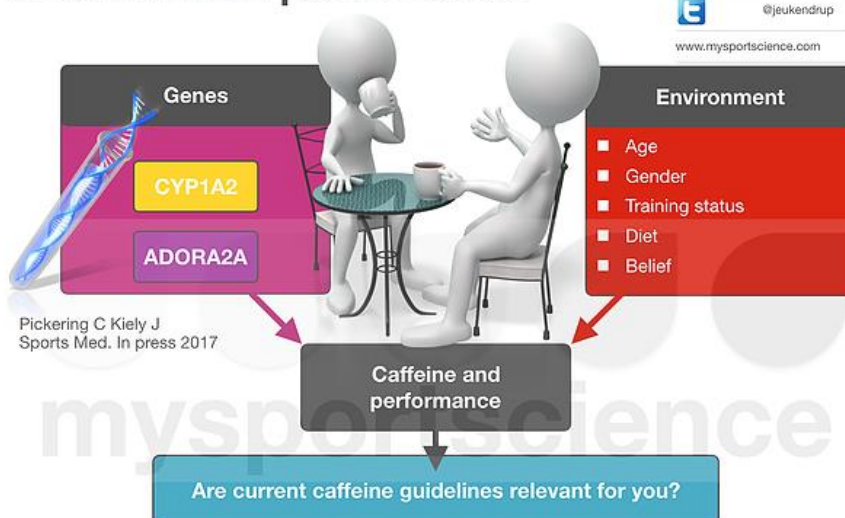 @jeukendrup
www.mysportscience.com
Genes
CYP1A2
ADORA2A
Environment
Age
Gender
Training status
Diet
Belief
Pickering C Kiely J
Sports Med. In press 2017
Caffeine and
performance
mysportscience
Are current caffeine guidelines relevant for you?